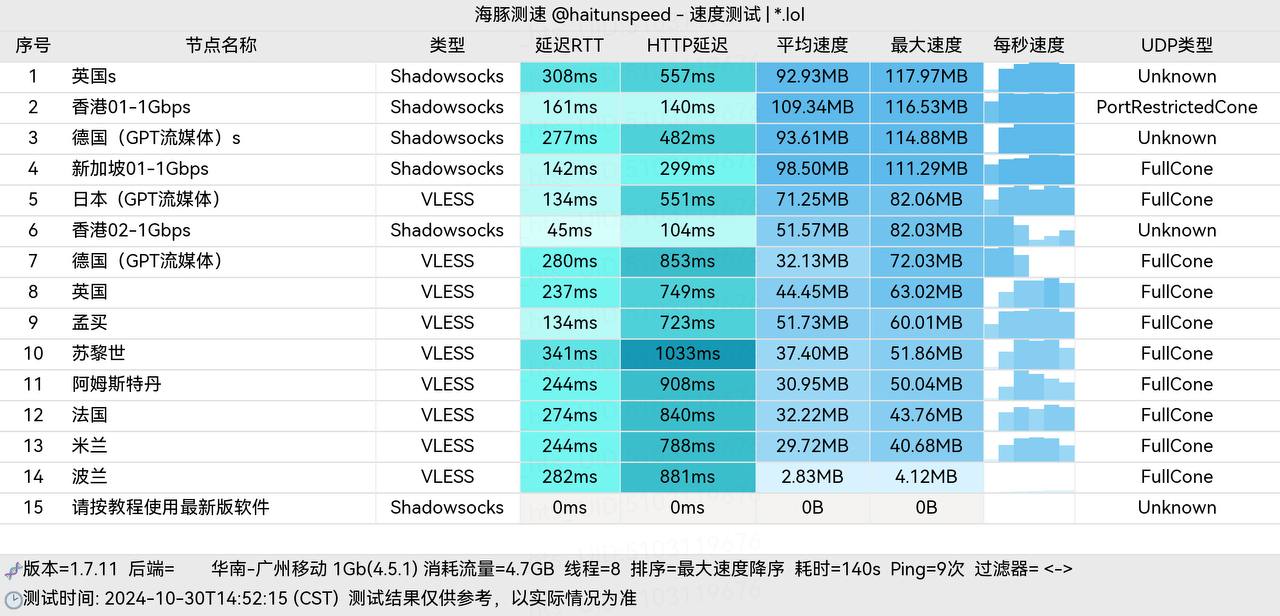 海豚测速 @haitunspeed - 速度测试 | *.lol
序号 节点名称 类型 延迟RTT HTTP延迟 平均速度 最大速度 每秒速度 UDP类型
1 英国s Shadowsocks 308ms 557ms 92.93MB 117.97MB Unknown
2 香港01-1Gbps Shadowsocks 161ms 140ms 109.34MB 116.53MB PortRestrictedCone
3 德国（GPT流媒体）s Shadowsocks 277ms 482ms 93.61MB 114.88MB Unknown
4 新加坡01-1Gbps Shadowsocks 142ms 299ms 98.50MB 111.29MB FullCone
5 日本（GPT流媒体） VLESS 134ms 551ms 71.25MB 82.06MB FullCone
6 香港02-1Gbps Shadowsocks 45ms 104ms 51.57MB 82.03MB Unknown
7 德国（GPT流媒体） VLESS 280ms 853ms 32.13MB 72.03MB FullCone
8 英国 VLESS 237ms 749ms 44.45MB 63.02MB FullCone
9 孟买 VLESS 134ms 723ms 51.73MB 60.01MB FullCone
10 苏黎世 VLESS 341ms 1033ms 37.40MB 51.86MB FullCone
11 阿姆斯特丹 VLESS 244ms 908ms 30.95MB 50.04MB FullCone
12 法国 VLESS 274ms 840ms 32.22MB 43.76MB FullCone
13 米兰 VLESS 244ms 788ms 29.72MB 40.68MB FullCone
14 波兰 VLESS 282ms 881ms 2.83MB 4.12MB FullCone
15 请按教程使用最新版软件 Shadowsocks 0ms 0ms 0B 0B Unknown
版本=1.7.11 后端= 华南-广州移动 1Gb(4.5.1) 消耗流量=4.7GB 线程=8 排序=最大速度降序 耗时=140s Ping=9次 过滤器= <->
测试时间: 2024-10-30T14:52:15 (CST) 测试结果仅供参考，以实际情况为准